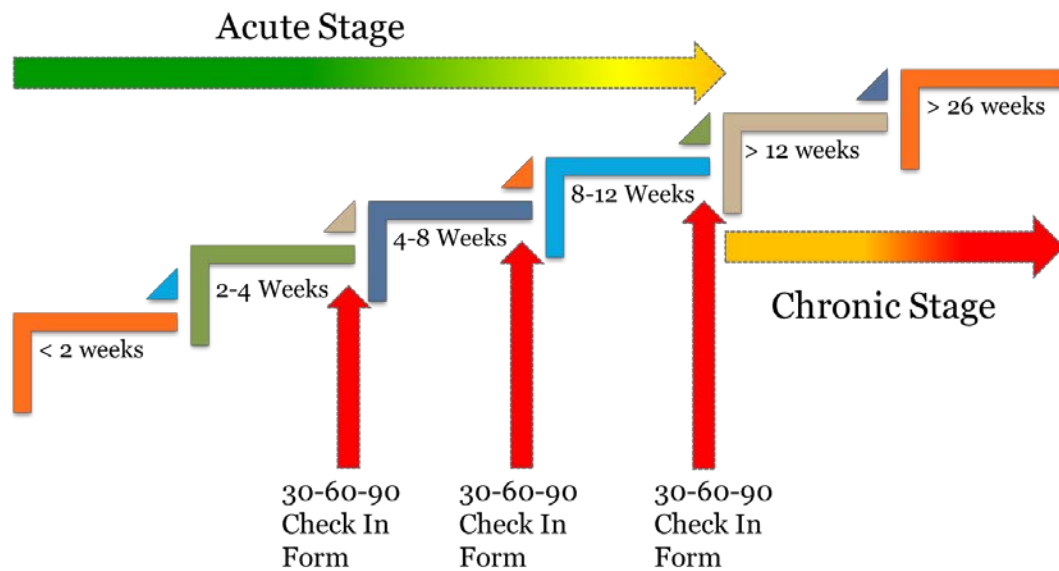 Acute Stage
> 26 weeks
> 12 weeks
8-12 Weeks
4-8 Weeks
2-4 Weeks
< 2 weeks
Chronic Stage
30-60-90
Check In
Form
30-60-90
Check In
Form
30-60-90
Check In
Form